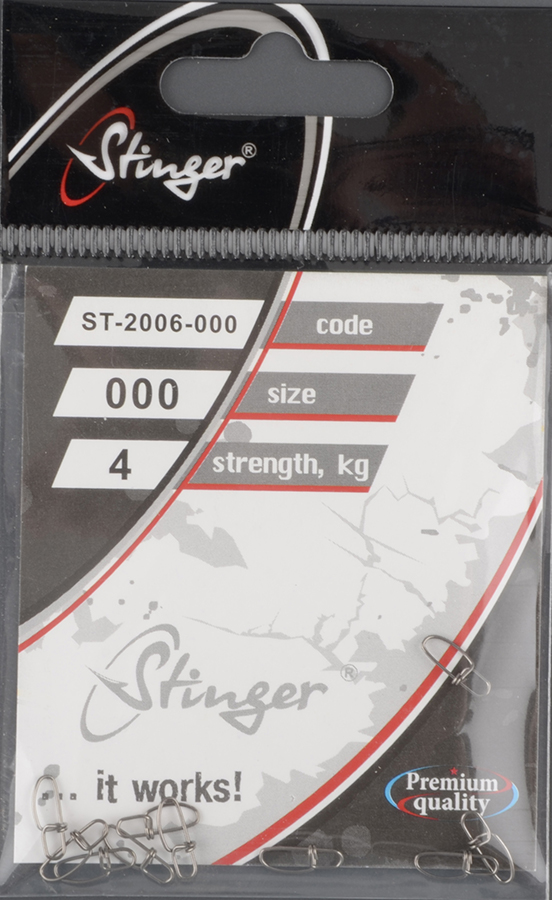 Stinger®
ST-2006-000 code
000 size
4 strength, kg
Stinger®
... it works!
Premium
quality